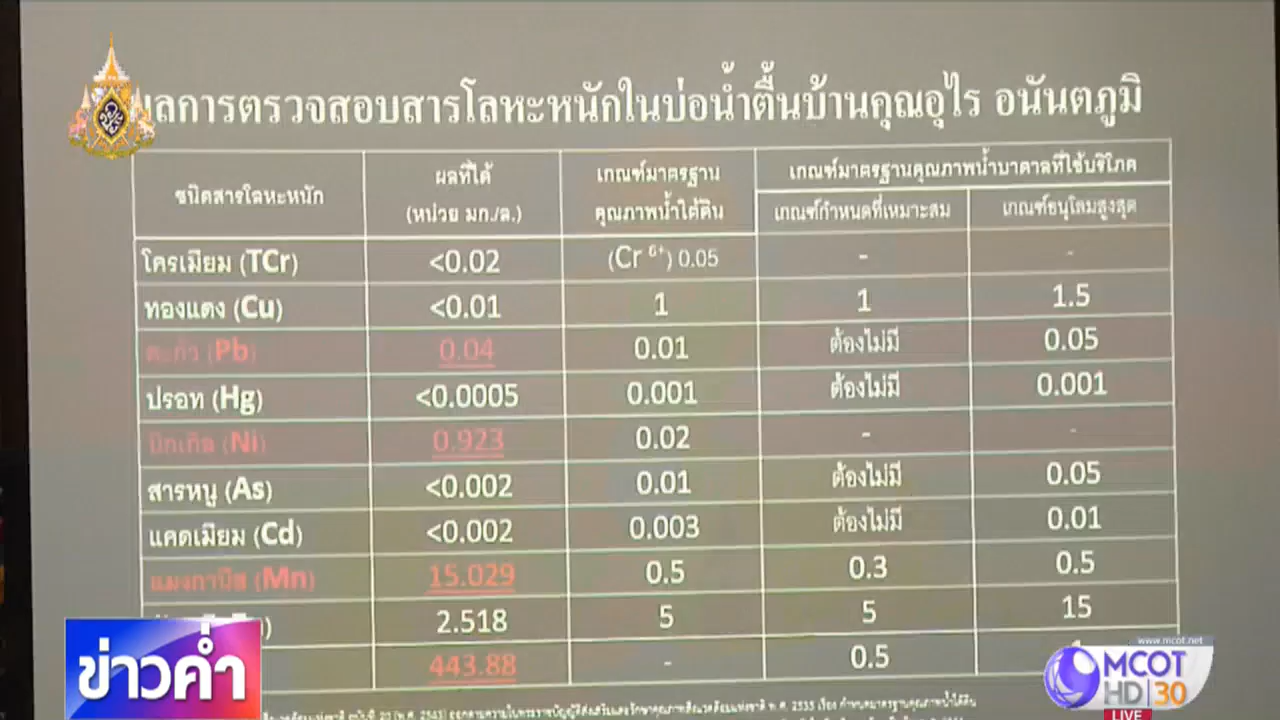 ผลการตรวจสอบสารโลหะหนักในบ่อน้ำตื้นบ้านคุณอุไร อนันตภูมิ
ชนิดสารโลหะหนัก ผลที่ได้ (หน่วย มก./ล.) เกณฑ์มาตรฐาน คุณภาพน้ำใต้ดิน เกณฑ์มาตรฐานคุณภาพน้ำบาดาลที่ใช้บริโภค
เกณฑ์กำหนดที่เหมาะสม เกณฑ์อนุโลมสูงสุด
โครเมียม (TCr) <0.02 (Cr 6+) 0.05 - -
ทองแดง (Cu) <0.01 1 1 1.5
ตะกั่ว (Pb) 0.04 0.01 ต้องไม่มี 0.05
ปรอท (Hg) <0.0005 0.001 ต้องไม่มี 0.001
นิกเกิล (Ni) 0.923 0.02 - -
สารหนู (As) <0.002 0.01 ต้องไม่มี 0.05
แคดเมียม (Cd) <0.002 0.003 ต้องไม่มี 0.01
แมงกานีส (Mn) 15.029 0.5 0.3 0.5
2.518 5 5 15
443.88 - 0.5
ข่าวค่ำ
www.mcot.net
MCOT
HD 30
LIVE